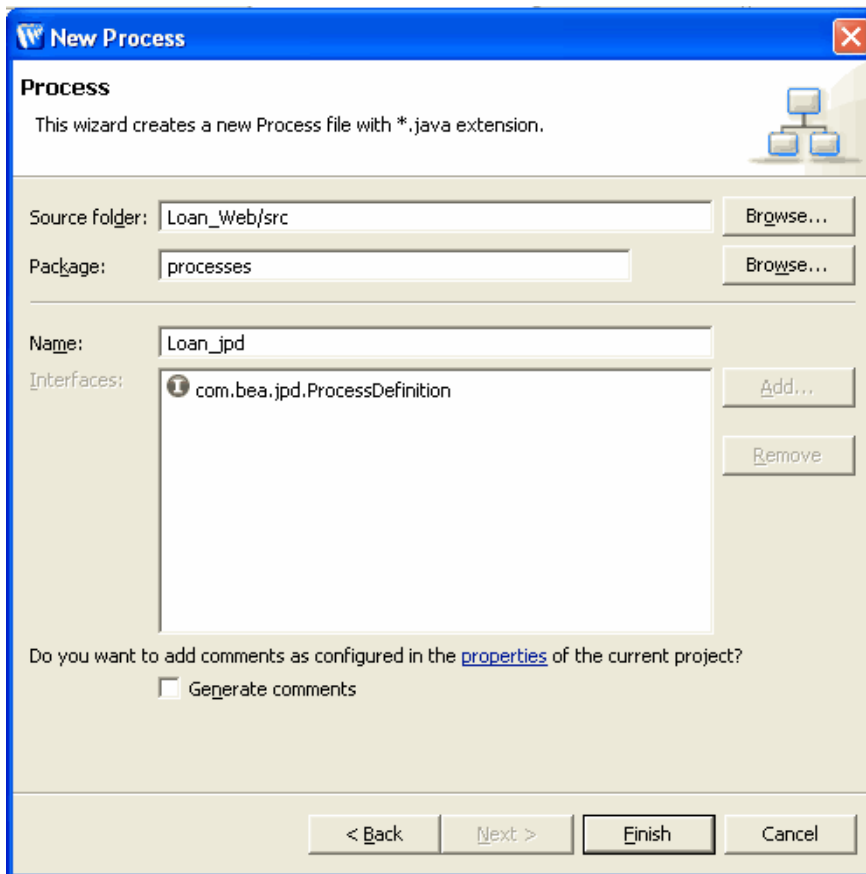 New Process
Process
This wizard creates a new Process file with *.java extension.
Source folder: Loan_Web/src Browse...
Package: processes Browse...
Name: Loan_jpd
Interfaces: com.bea.jpd.ProcessDefinition Add...
Remove
Do you want to add comments as configured in the properties of the current project?
Generate comments
< Back Next > Finish Cancel